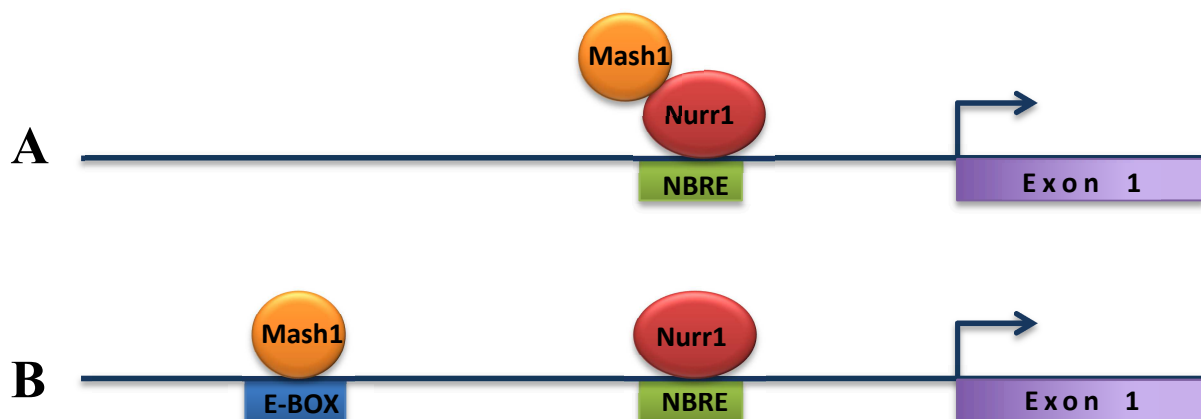 Mash1
Nurr1
A
NBRE
Exon 1
Mash1
Nurr1
B
E-BOX
NBRE
Exon 1